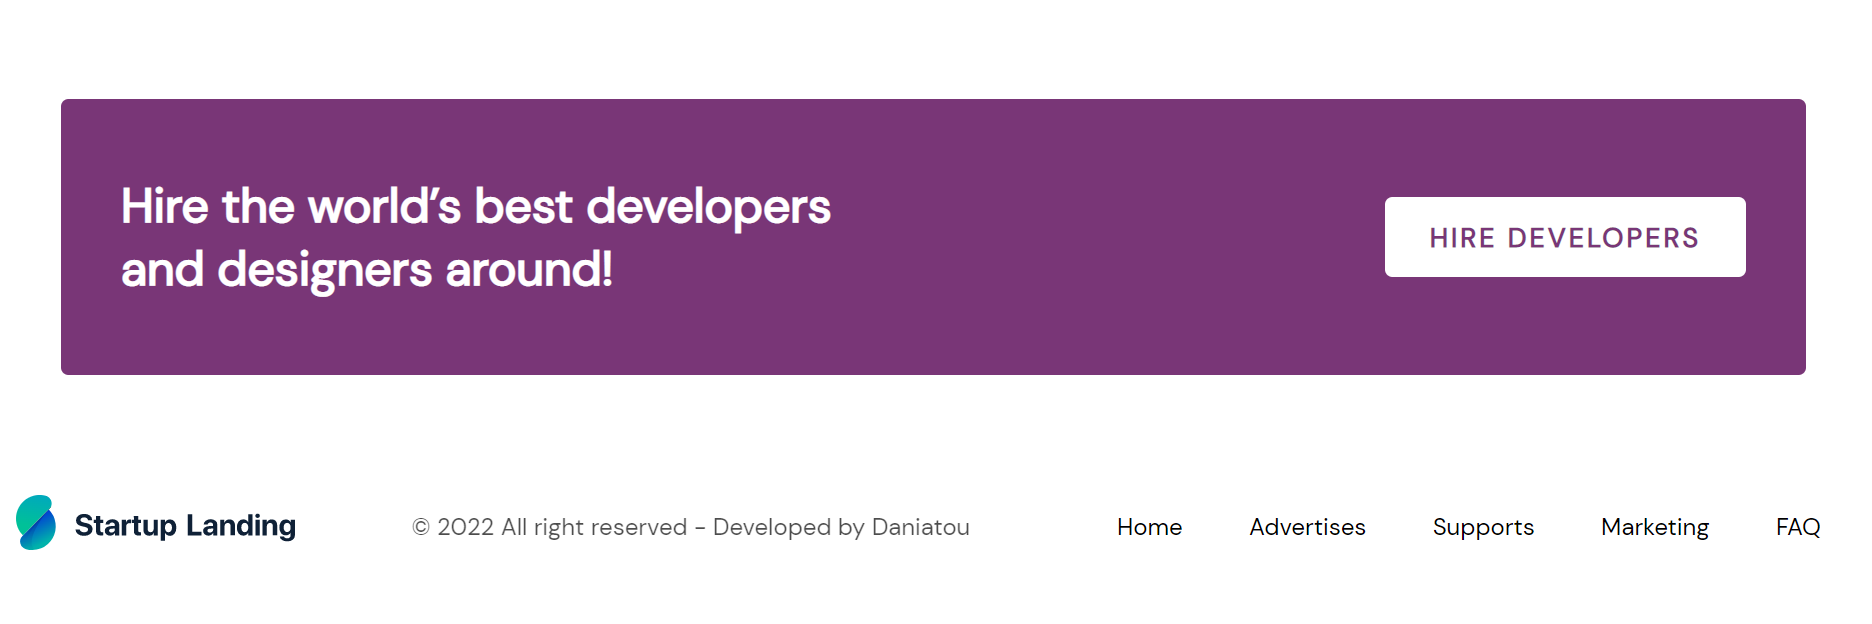 Hire the world’s best developers
and designers around!
HIRE DEVELOPERS
Startup Landing
© 2022 All right reserved - Developed by Daniatou
Home Advertises Supports Marketing FAQ